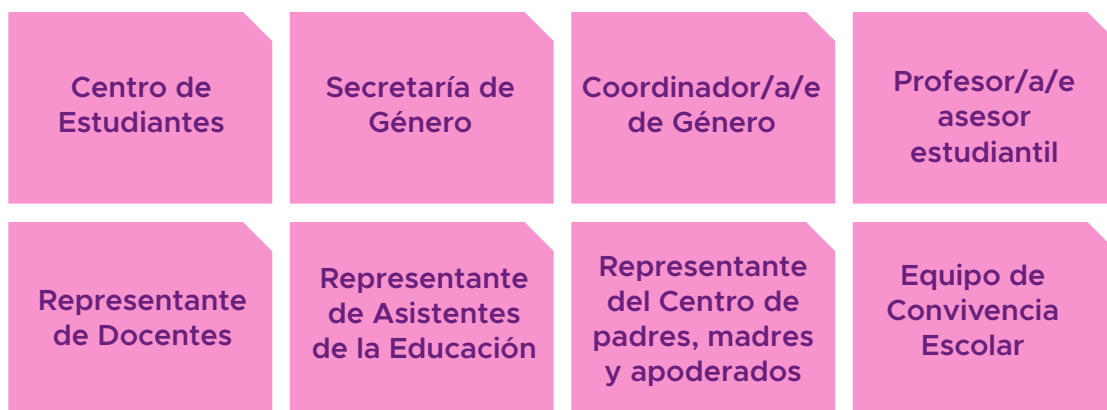 Centro de
Estudiantes
Secretaría de
Género
Coordinador/a/e
de Género
Profesor/a/e
asesor
estudiantil
Representante
de Docentes
Representante
de Asistentes
de la Educación
Representante
del Centro de
padres, madres
y apoderados
Equipo de
Convivencia
Escolar